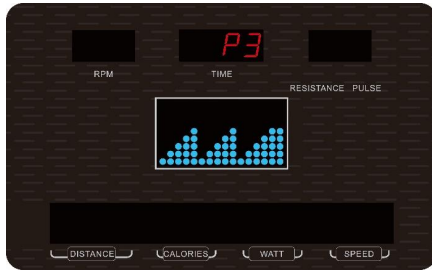 P3
RPM
TIME
RESISTANCE PULSE
DISTANCE
CALORIES
WATT
SPEED